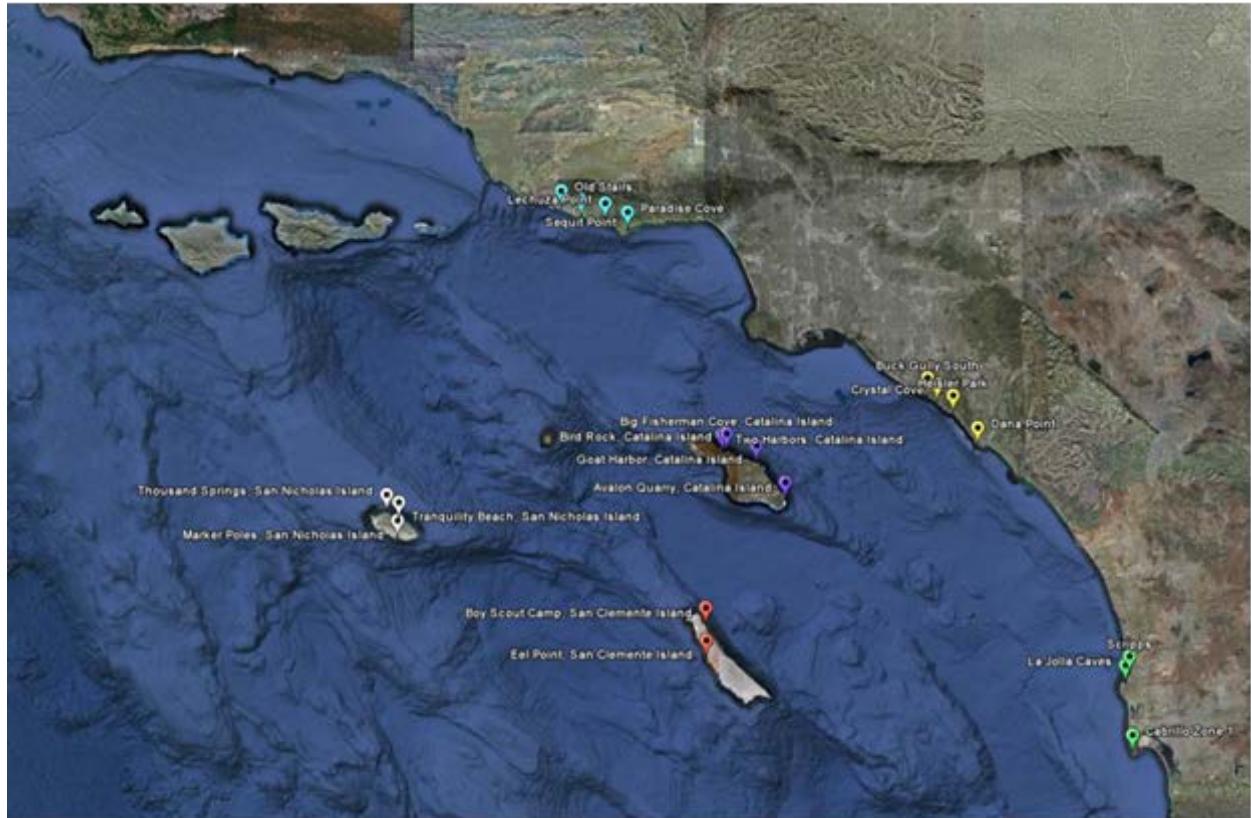 Old Stairs
Lechuza Point
Paradise Cove
Sequit Point
Buck Gully South
Heisler Park
Crystal Cove
Dana Point
Big Fisherman Cove, Catalina Island
Bird Rock, Catalina Island
Two Harbors, Catalina Island
Goat Harbor, Catalina Island
Avalon Quarry, Catalina Island
Thousand Springs, San Nicholas Island
Tranquility Beach, San Nicholas Island
Marker Poles, San Nicholas Island
Boy Scout Camp, San Clemente Island
Eel Point, San Clemente Island
Scripps
La Jolla Caves
Cabrillo Zone 1